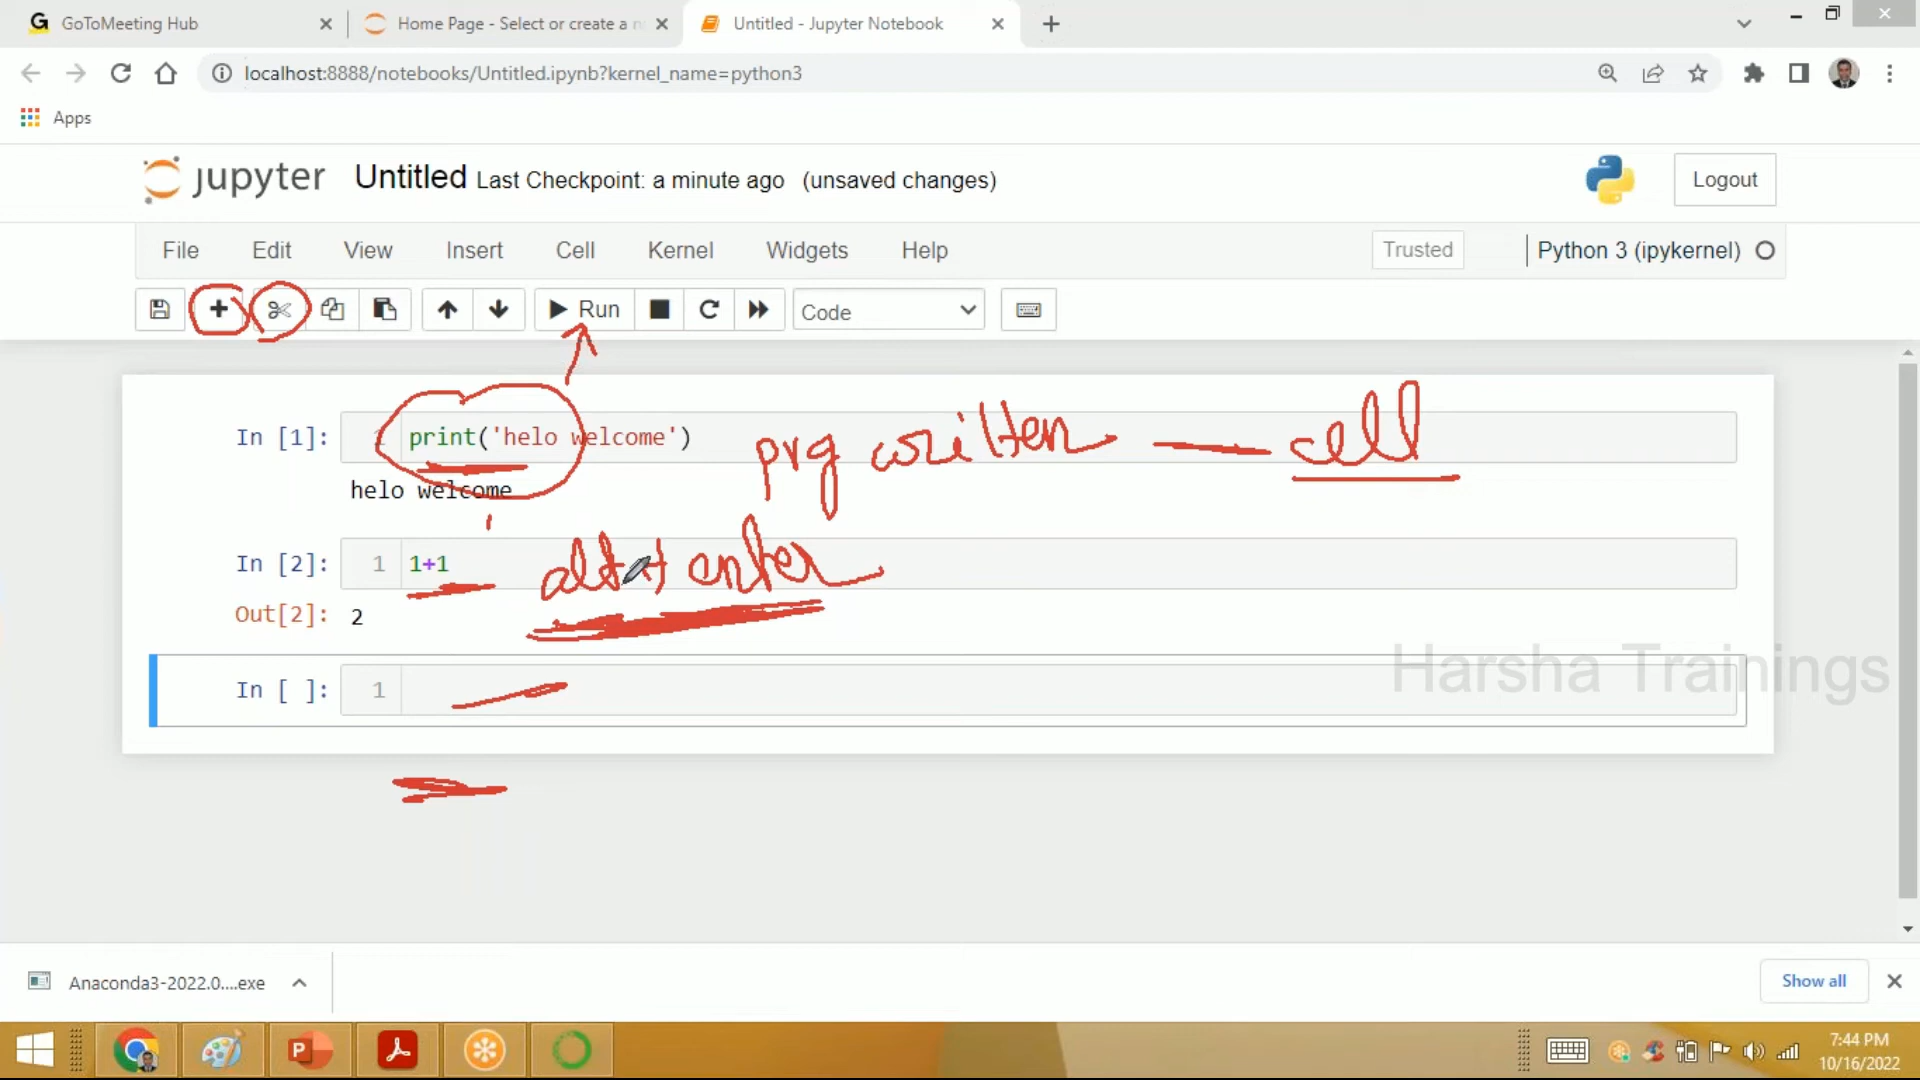 GoToMeeting Hub
Home Page - Select or create a n
Untitled - Jupyter Notebook
localhost:8888/notebooks/Untitled.ipynb?kernel_name=python3
Apps
jupyter Untitled Last Checkpoint: a minute ago (unsaved changes)
Logout
File Edit View Insert Cell Kernel Widgets Help
Trusted
Python 3 (ipykernel)
Run
Code
In [1]: 1 print('helo welcome')
prg written — cell
helo welcome
In [2]: 1 1+1
alt + enter
Out[2]: 2
In [ ]: 1
Harsha Trainings
Anaconda3-2022.0....exe
Show all
7:44 PM
10/16/2022